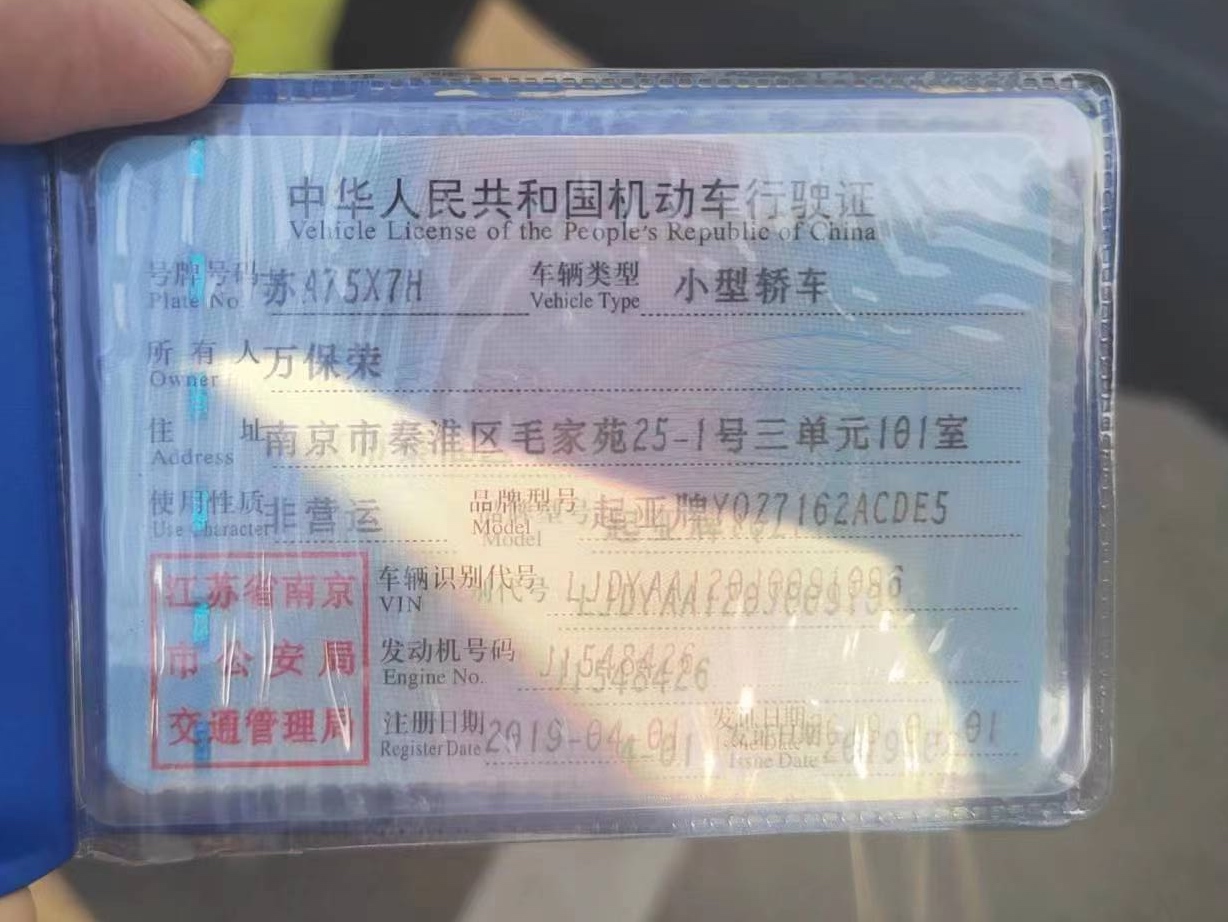 中华人民共和国机动车行驶证
Vehicle License of the People's Republic of China
号牌号码 苏A75X7H 车辆类型 小型轿车
Plate No. Vehicle Type
所有人 万保荣
Owner
住址 南京市秦淮区毛家苑25-1号三单元101室
Address
使用性质 非营运 品牌型号 起亚牌YQZ7162ACDE5
Use Character Model
江苏省南京
市公安局
交通管理局
车辆识别代号
VIN
发动机号码 J1548426
Engine No.
注册日期 2019-04-01 发证日期
Register Date Issue Date